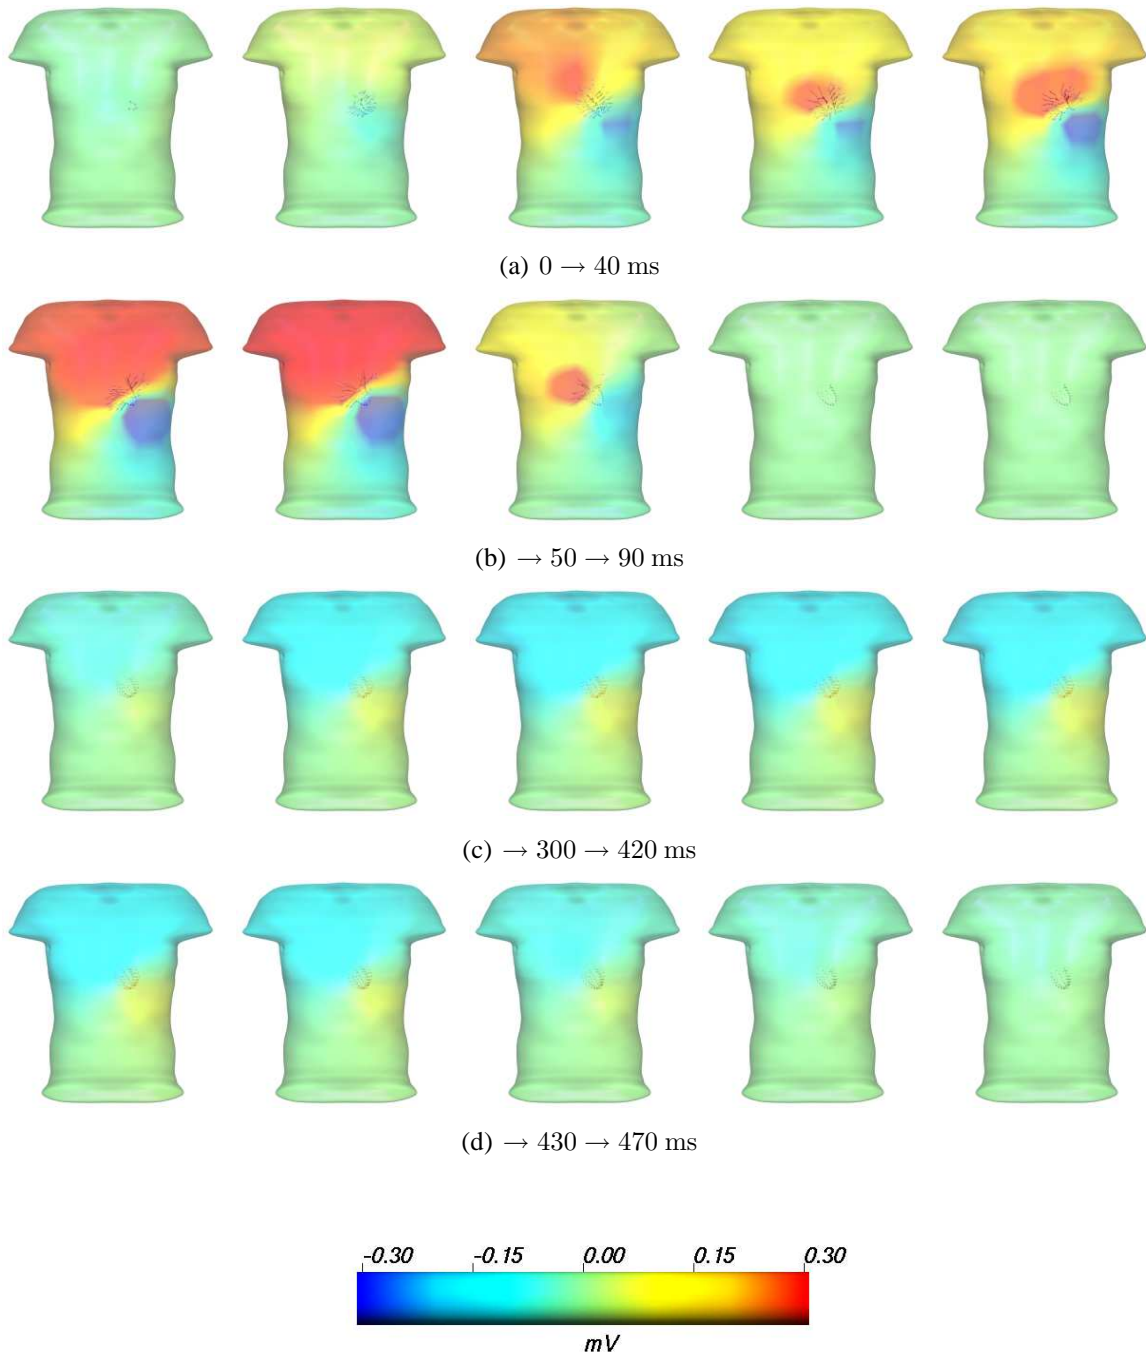 (a) 0 → 40 ms
(b) → 50 → 90 ms
(c) → 300 → 420 ms
(d) → 430 → 470 ms
-0.30 -0.15 0.00 0.15 0.30
mV